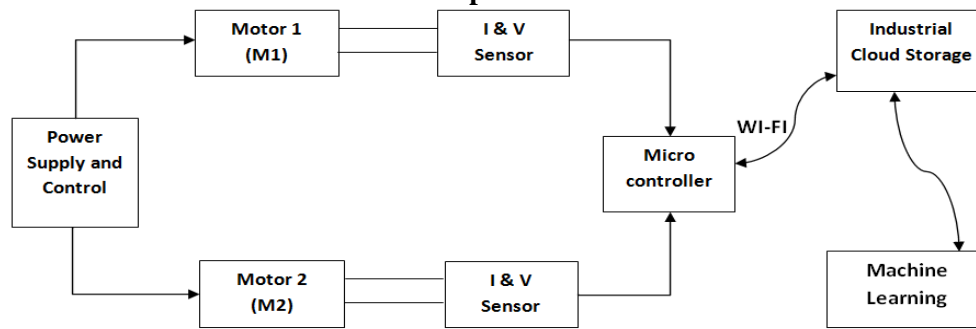 Motor 1
(M1)
I & V
Sensor
Industrial
Cloud Storage
Power
Supply and
Control
WI-FI
Micro
controller
Motor 2
(M2)
I & V
Sensor
Machine
Learning